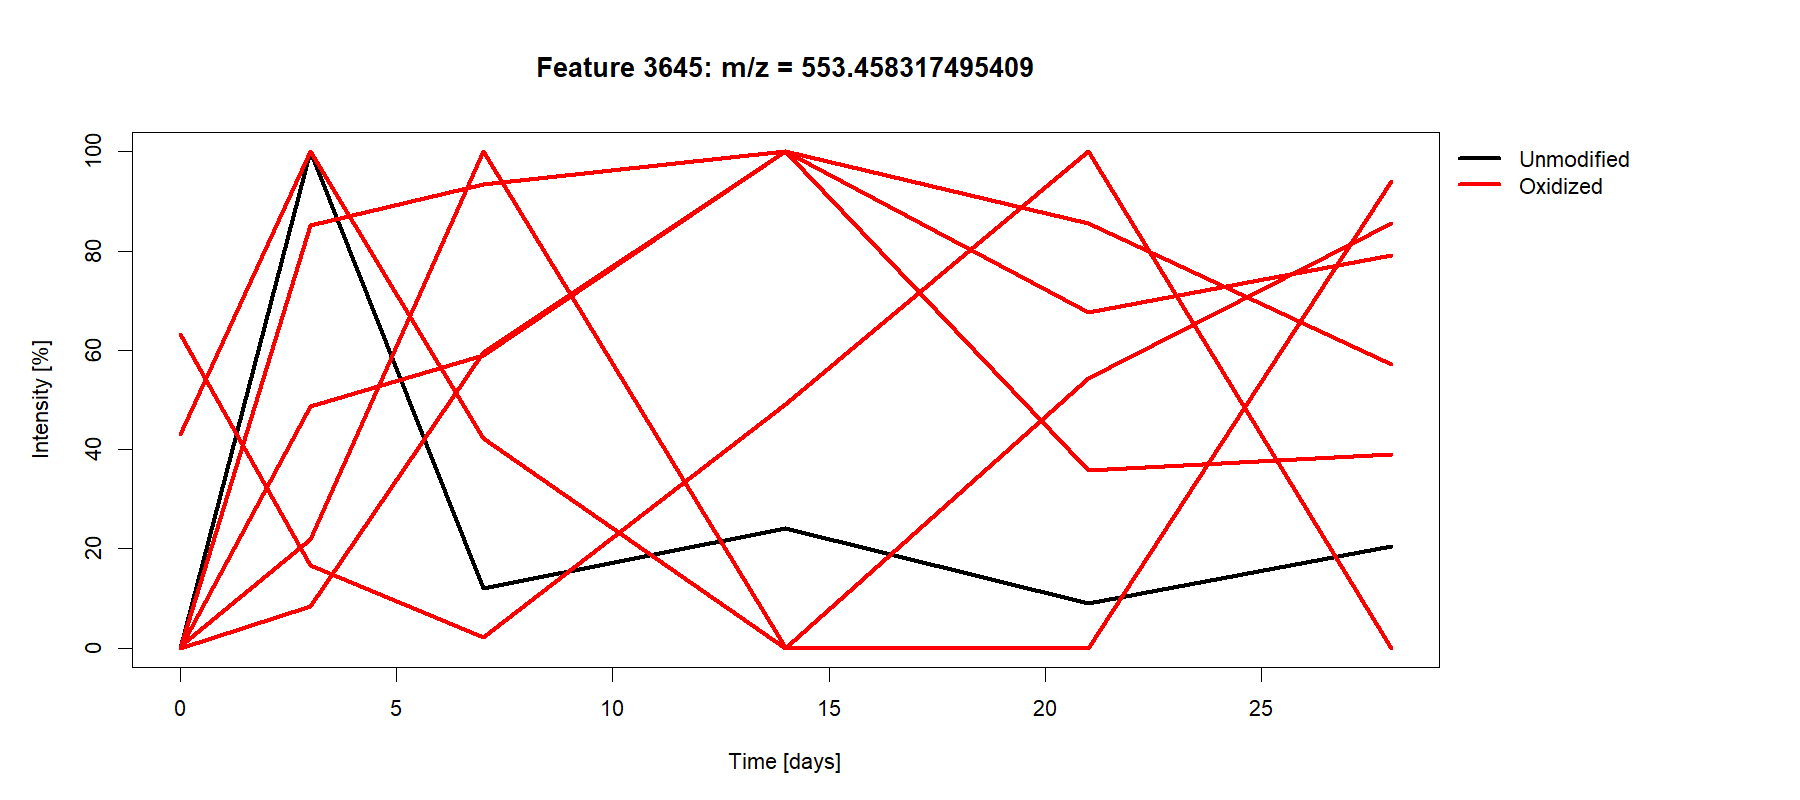 Feature 3645: m/z = 553.458317495409
Unmodified
Oxidized
Intensity [%]
100
80
60
40
20
0
0 5 10 15 20 25
Time [days]